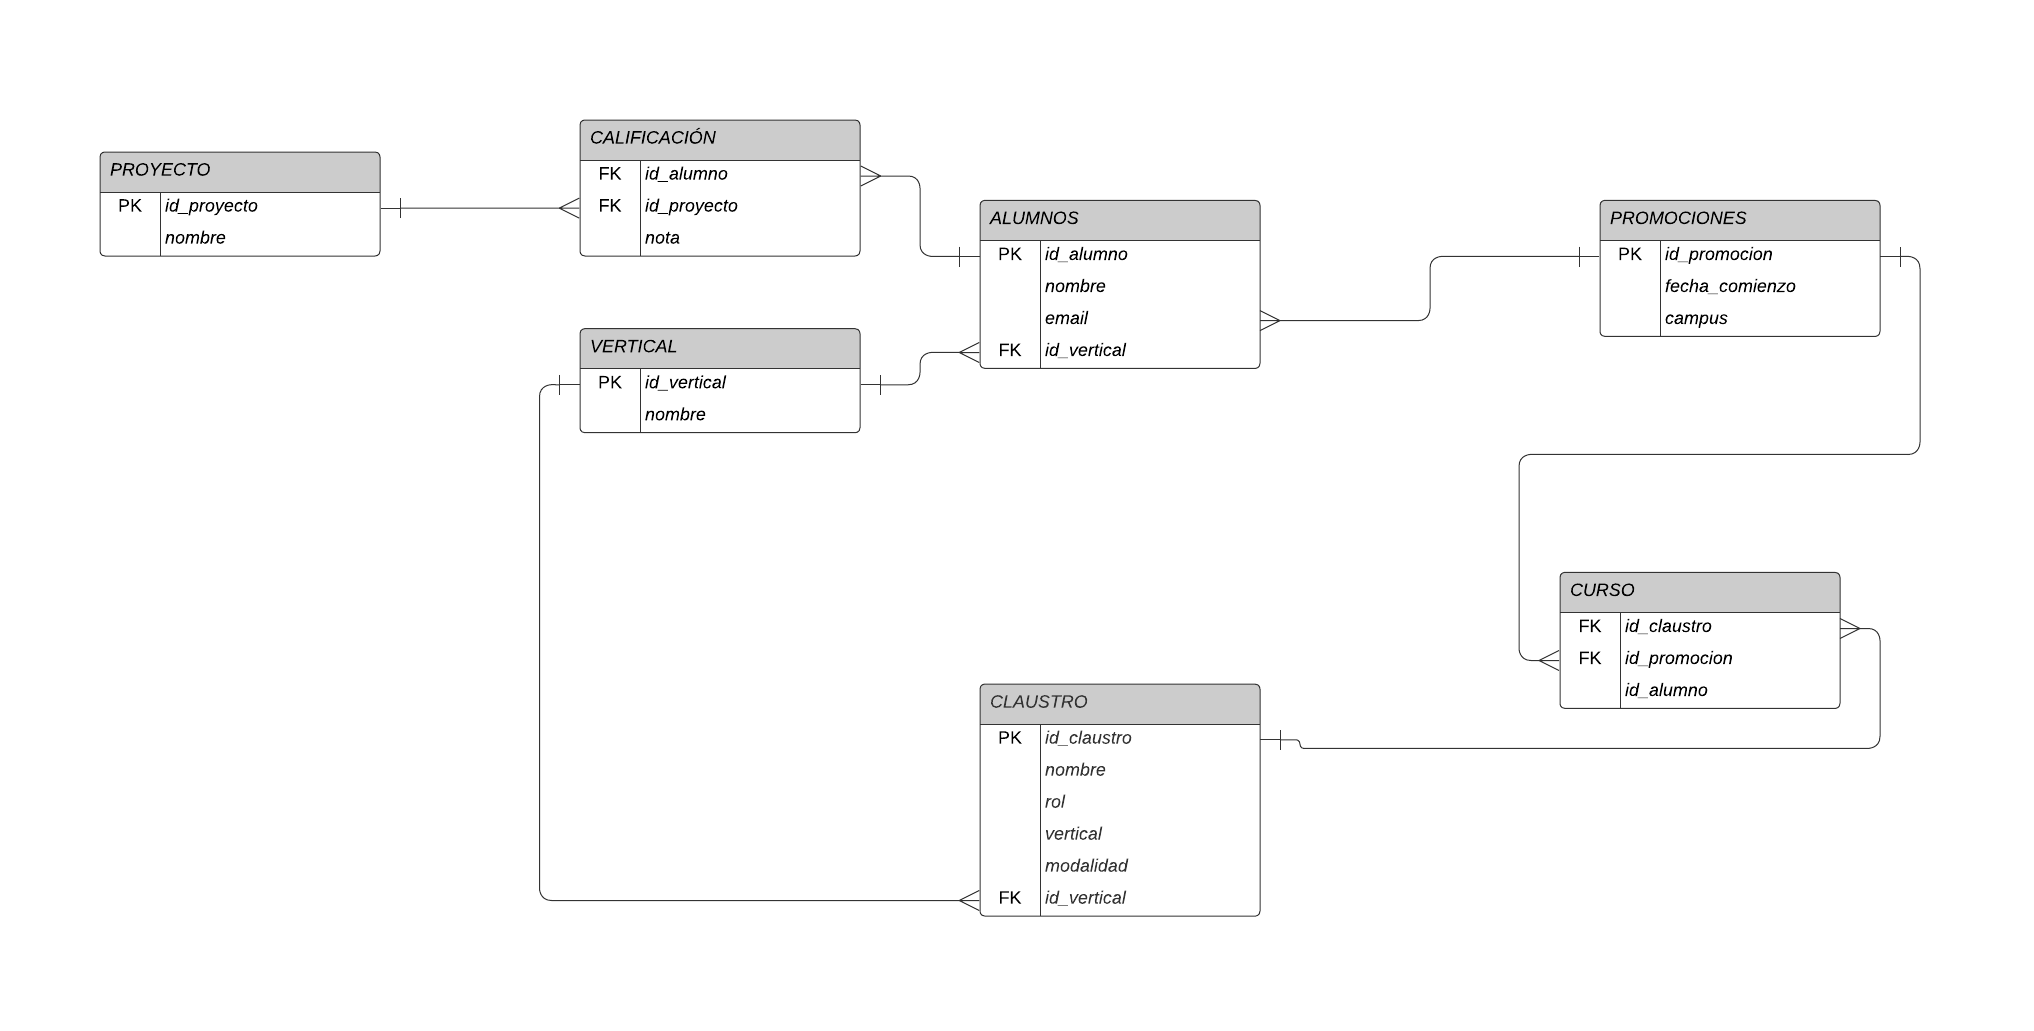 PROYECTO
PK id_proyecto
nombre
CALIFICACIÓN
FK id_alumno
FK id_proyecto
nota
VERTICAL
PK id_vertical
nombre
ALUMNOS
PK id_alumno
nombre
email
FK id_vertical
PROMOCIONES
PK id_promocion
fecha_comienzo
campus
CURSO
FK id_claustro
FK id_promocion
id_alumno
CLAUSTRO
PK id_claustro
nombre
rol
vertical
modalidad
FK id_vertical